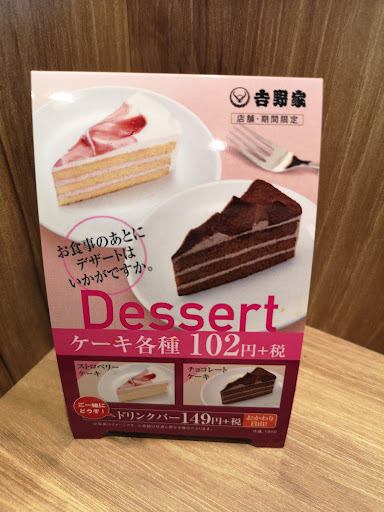 吉野家
店舗・期間限定
お食事のあとに
デザートは
いかがですか。
Dessert
ケーキ各種 102円+税
ストロベリー
ケーキ
チョコレート
ケーキ
ご一緒に
どうぞ!
ドリンクバー 149円+税
おかわり
自由!